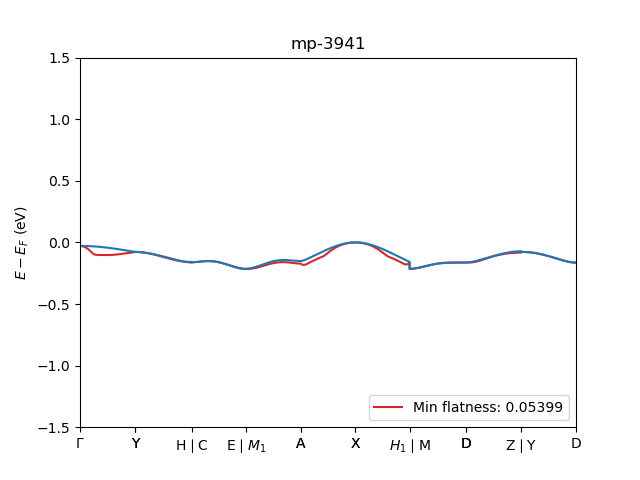 mp-3941
1.5
1.0
0.5
0.0
−0.5
−1.0
−1.5
E − E_F (eV)
Min flatness: 0.05399
Γ Y H | C E | M₁ A X H₁ | M D Z | Y D